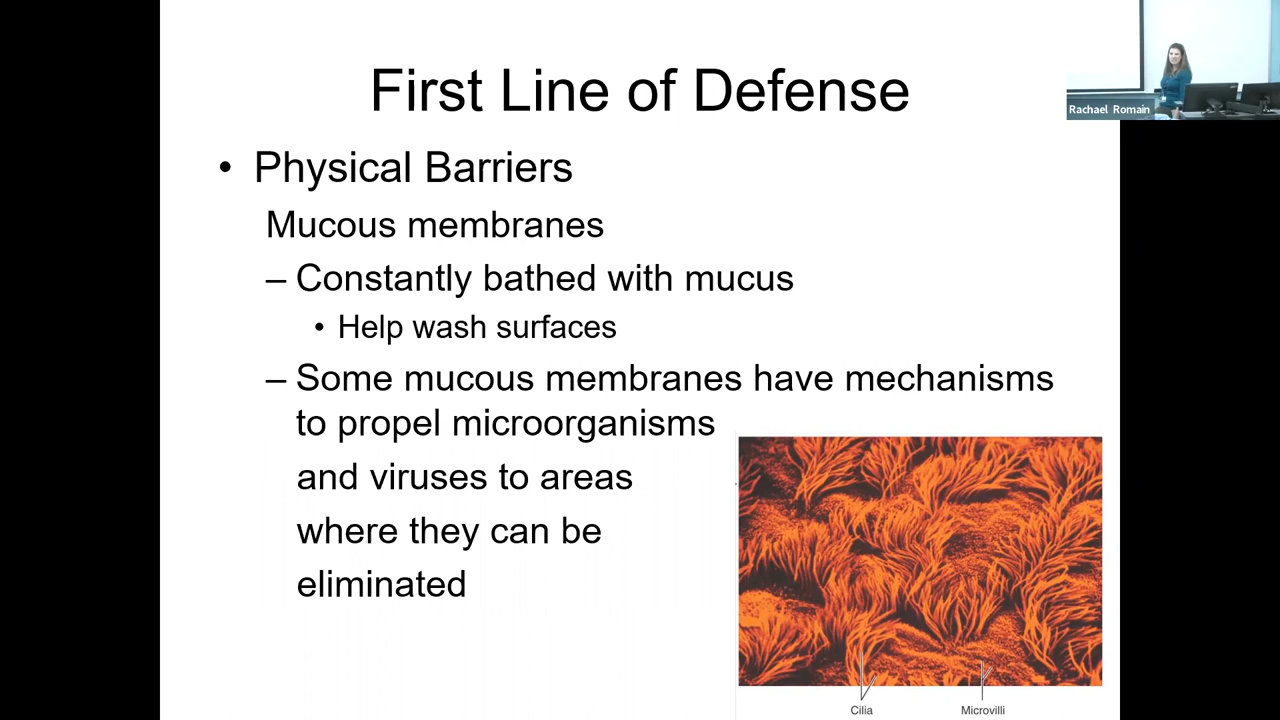 First Line of Defense
Rachael Romain
• Physical Barriers
Mucous membranes
– Constantly bathed with mucus
• Help wash surfaces
– Some mucous membranes have mechanisms
to propel microorganisms
and viruses to areas
where they can be
eliminated
Cilia
Microvilli